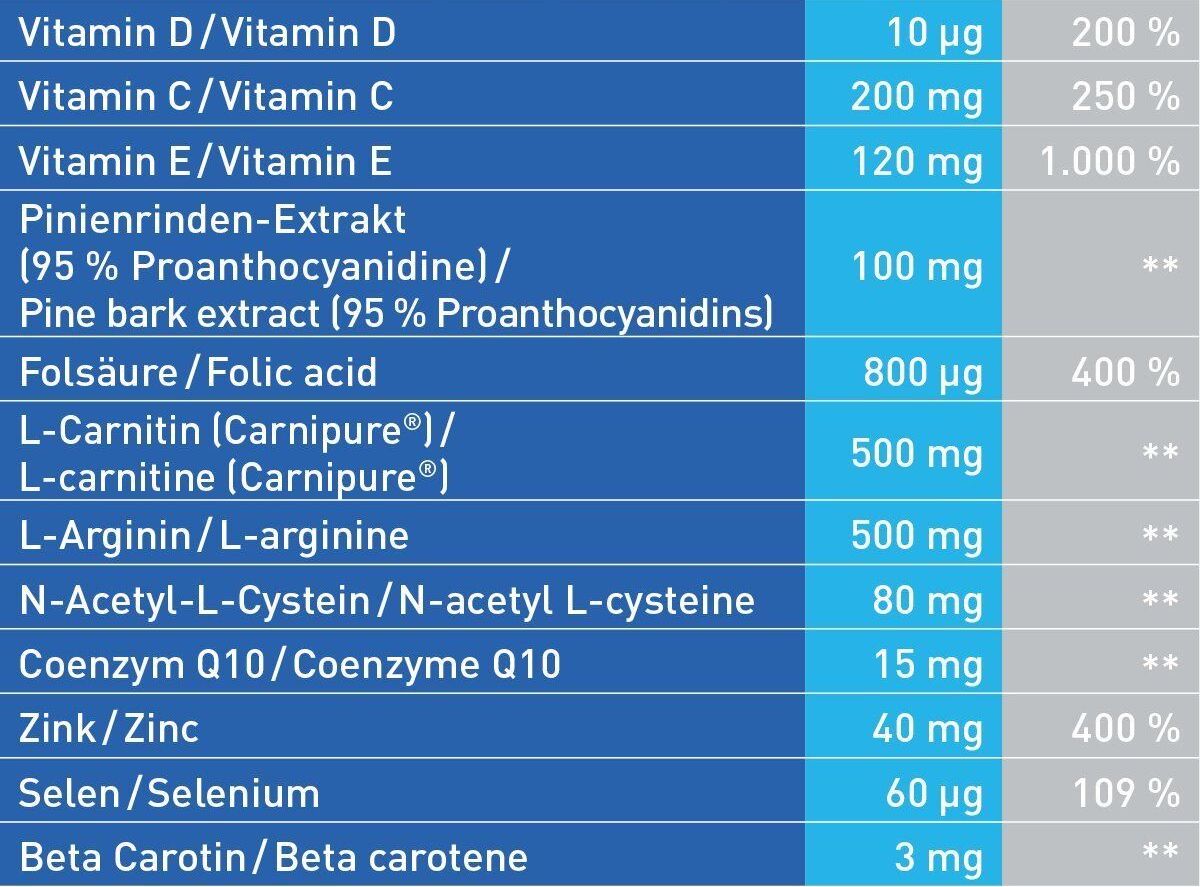 Vitamin D / Vitamin D 10 µg 200 %
Vitamin C / Vitamin C 200 mg 250 %
Vitamin E / Vitamin E 120 mg 1.000 %
Pinienrinden-Extrakt
(95 % Proanthocyanidine) / 100 mg **
Pine bark extract (95 % Proanthocyanidins)
Folsäure / Folic acid 800 µg 400 %
L-Carnitin (Carnipure®) /
L-carnitine (Carnipure®) 500 mg **
L-Arginin / L-arginine 500 mg **
N-Acetyl-L-Cystein / N-acetyl L-cysteine 80 mg **
Coenzym Q10 / Coenzyme Q10 15 mg **
Zink / Zinc 40 mg 400 %
Selen / Selenium 60 µg 109 %
Beta Carotin / Beta carotene 3 mg **